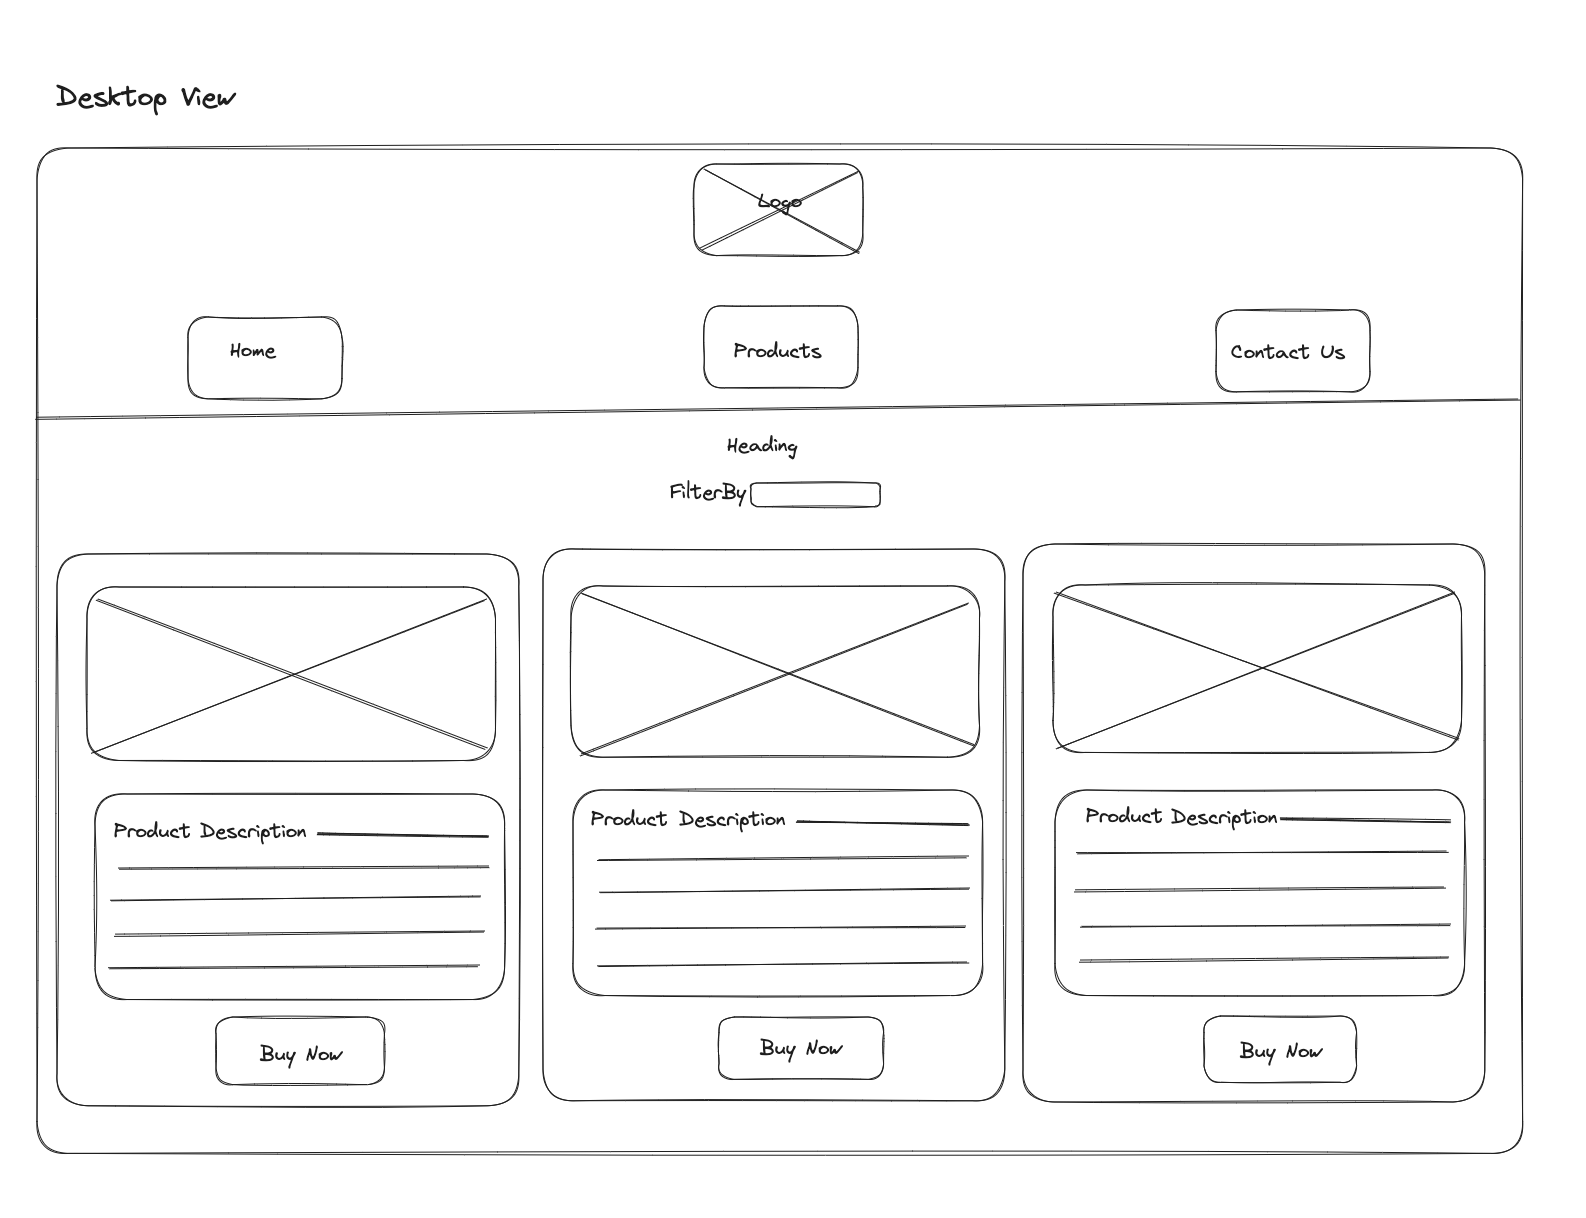 Desktop View
Logo
Home
Products
Contact Us
Heading
FilterBy
Product Description
Product Description
Product Description
Buy Now
Buy Now
Buy Now